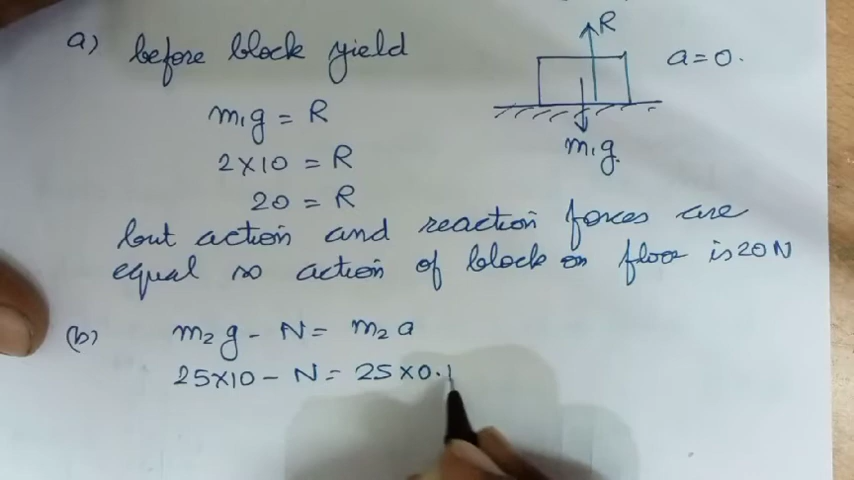 a) before block yield
R
a = 0.
m₁g = R
2×10 = R
m₁g.
20 = R
but action and reaction forces are
equal so action of block on floor is 20 N
(b) m₂g - N = m₂a
25×10 - N = 25×0.1